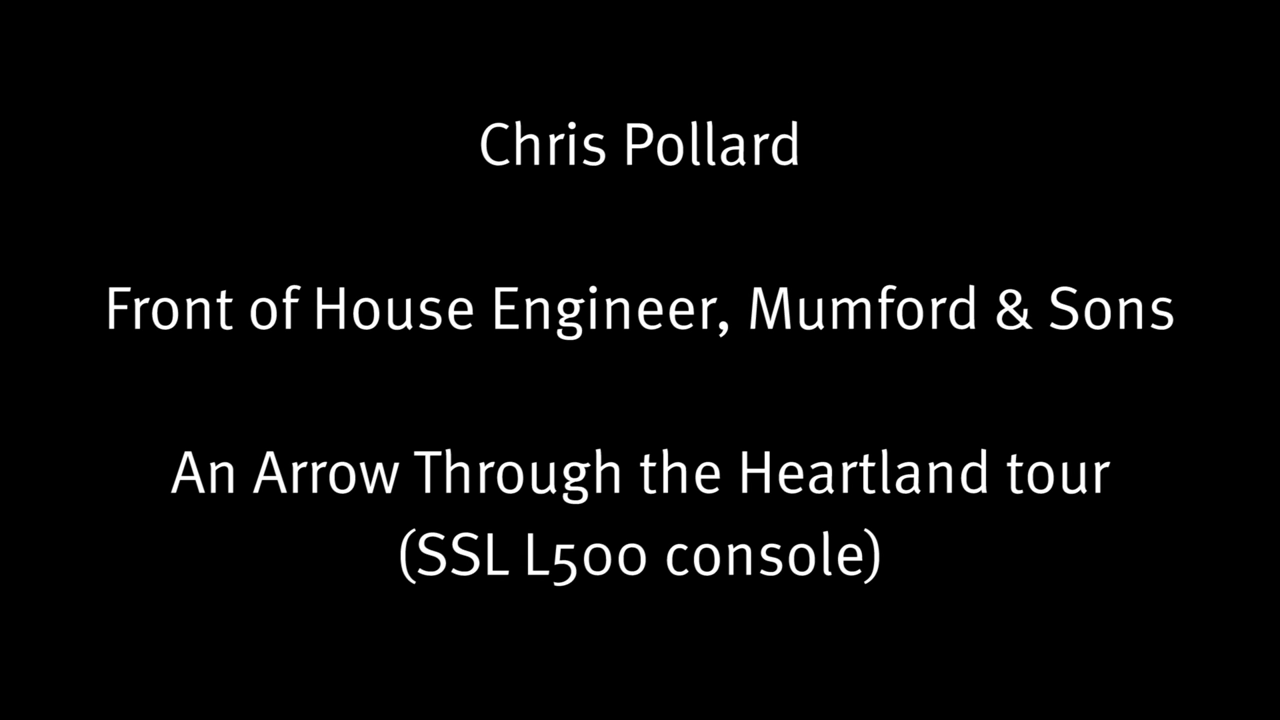 Chris Pollard
Front of House Engineer, Mumford & Sons
An Arrow Through the Heartland tour
(SSL L500 console)